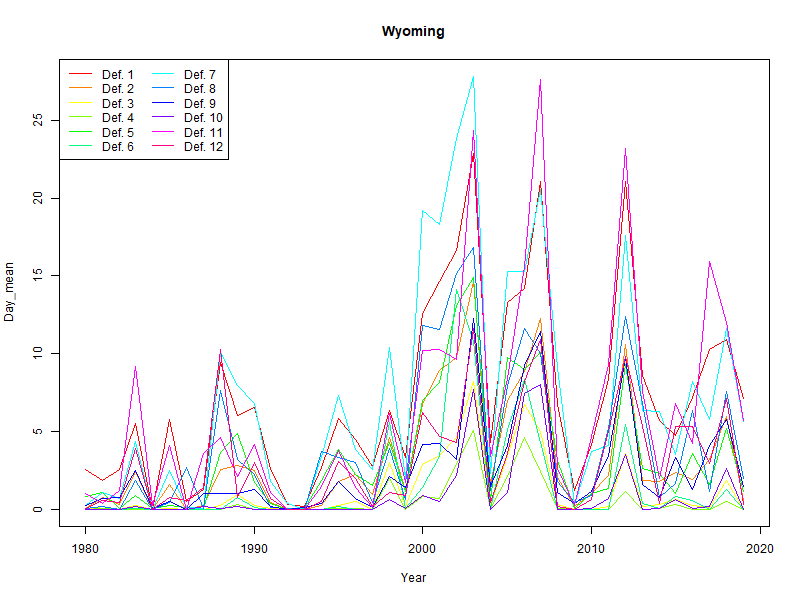 Wyoming
Def. 1 Def. 7
Def. 2 Def. 8
Def. 3 Def. 9
Def. 4 Def. 10
Def. 5 Def. 11
Def. 6 Def. 12
25
20
15
10
5
0
Day_mean
1980 1990 2000 2010 2020
Year